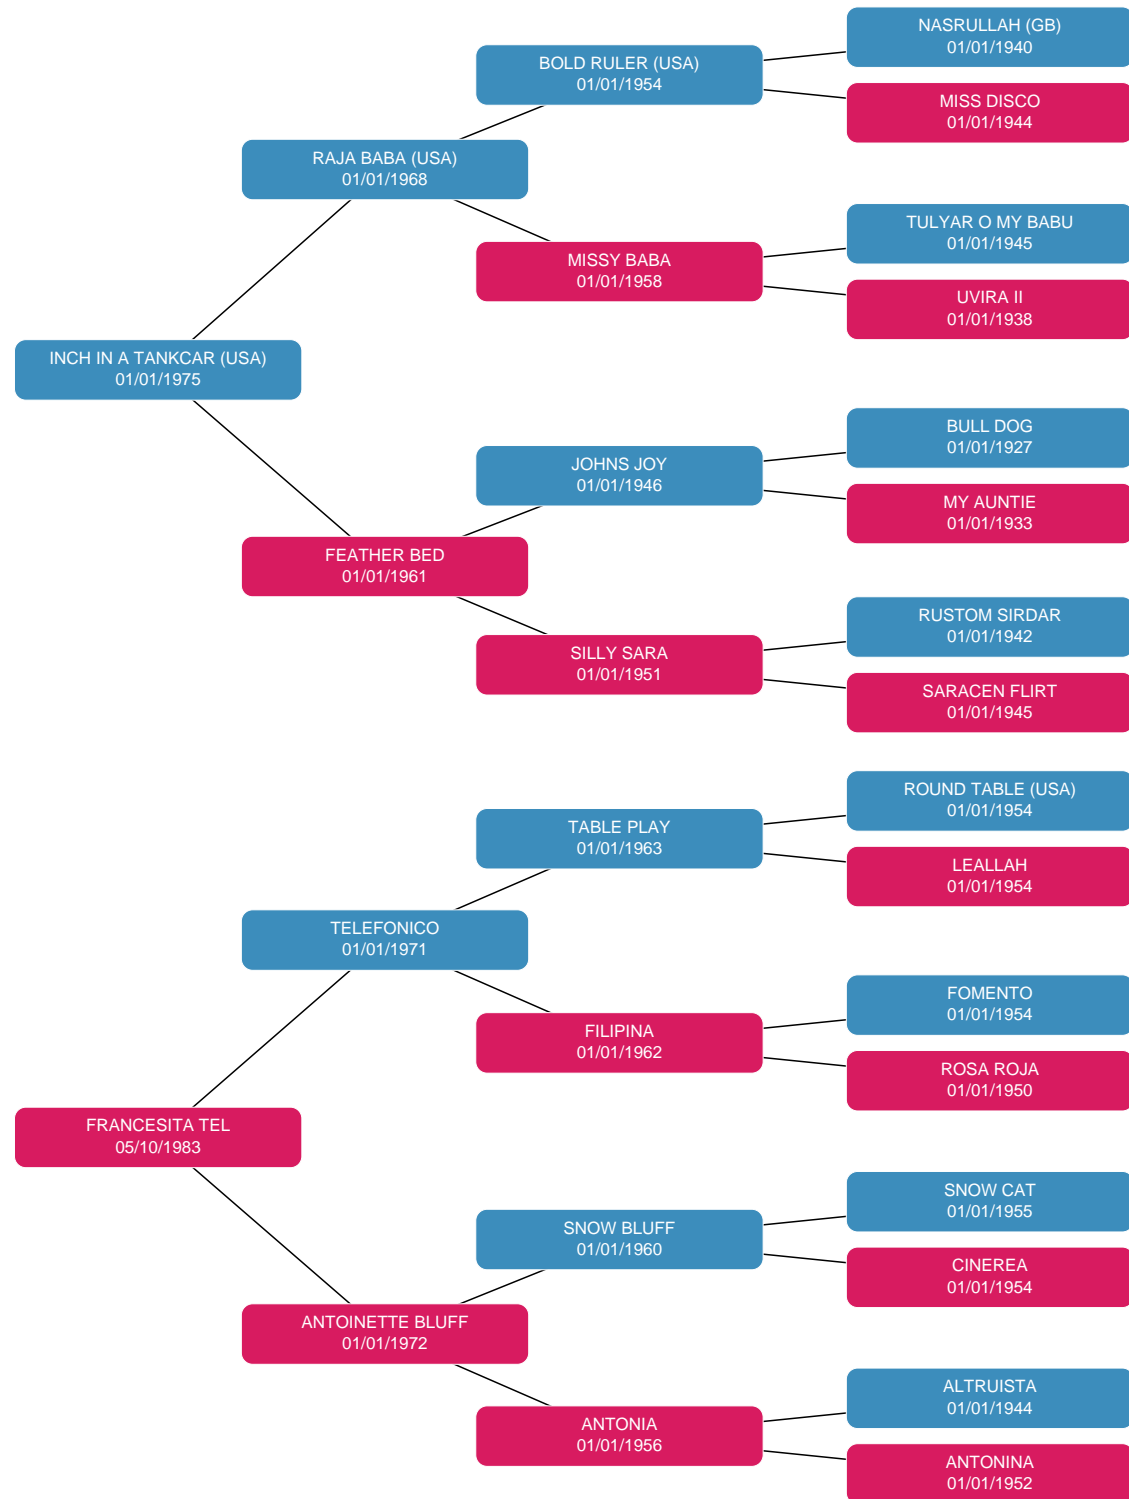 NASRULLAH (GB)
01/01/1940
BOLD RULER (USA)
01/01/1954
MISS DISCO
01/01/1944
RAJA BABA (USA)
01/01/1968
TULYAR O MY BABU
01/01/1945
MISSY BABA
01/01/1958
UVIRA II
01/01/1938
INCH IN A TANKCAR (USA)
01/01/1975
BULL DOG
01/01/1927
JOHNS JOY
01/01/1946
MY AUNTIE
01/01/1933
FEATHER BED
01/01/1961
RUSTOM SIRDAR
01/01/1942
SILLY SARA
01/01/1951
SARACEN FLIRT
01/01/1945
ROUND TABLE (USA)
01/01/1954
TABLE PLAY
01/01/1963
LEALLAH
01/01/1954
TELEFONICO
01/01/1971
FOMENTO
01/01/1954
FILIPINA
01/01/1962
ROSA ROJA
01/01/1950
FRANCESITA TEL
05/10/1983
SNOW CAT
01/01/1955
SNOW BLUFF
01/01/1960
CINEREA
01/01/1954
ANTOINETTE BLUFF
01/01/1972
ALTRUISTA
01/01/1944
ANTONIA
01/01/1956
ANTONINA
01/01/1952